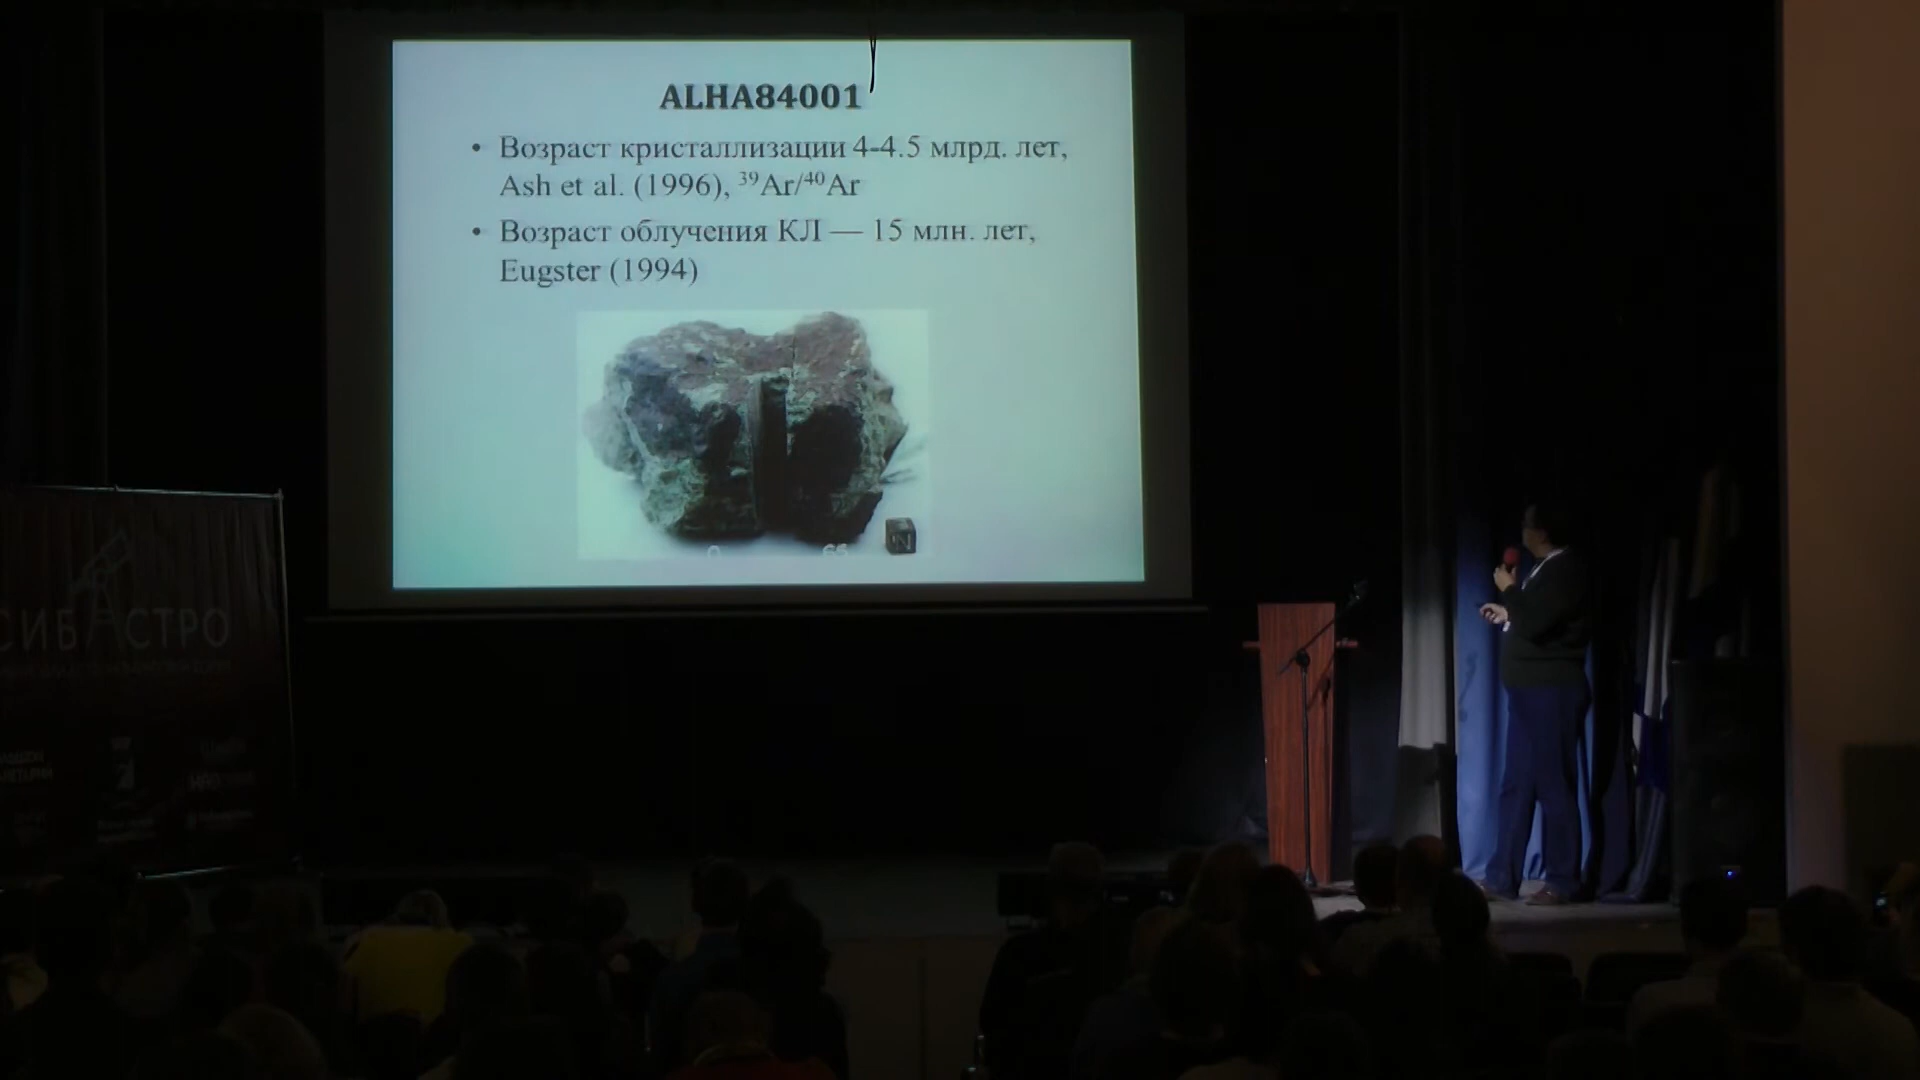 ALHA84001
• Возраст кристаллизации 4-4.5 млрд. лет,
Ash et al. (1996), ³⁹Ar/⁴⁰Ar
• Возраст облучения КЛ — 15 млн. лет,
Eugster (1994)
0 65 N
СИБАСТРО